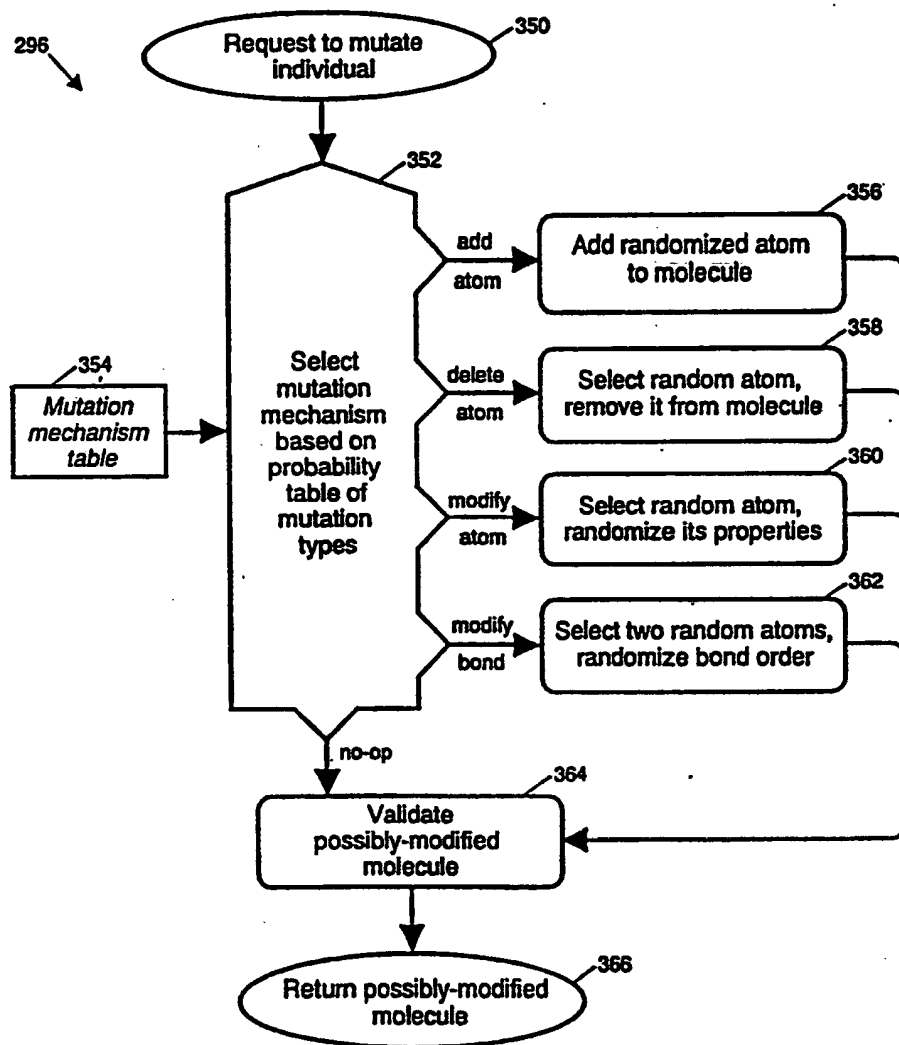 296
350
Request to mutate
individual
352
354
Mutation
mechanism
table
Select
mutation
mechanism
based on
probability
table of
mutation
types
add
atom
356
Add randomized atom
to molecule
delete
atom
358
Select random atom,
remove it from molecule
modify
atom
360
Select random atom,
randomize its properties
modify
bond
362
Select two random atoms,
randomize bond order
no-op
364
Validate
possibly-modified
molecule
366
Return possibly-modified
molecule